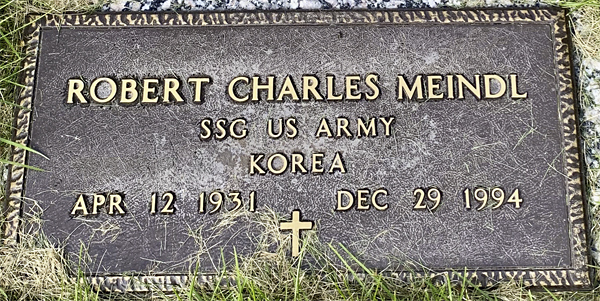 ROBERT CHARLES MEINDL
SSG US ARMY
KOREA
APR 12 1931 DEC 29 1994